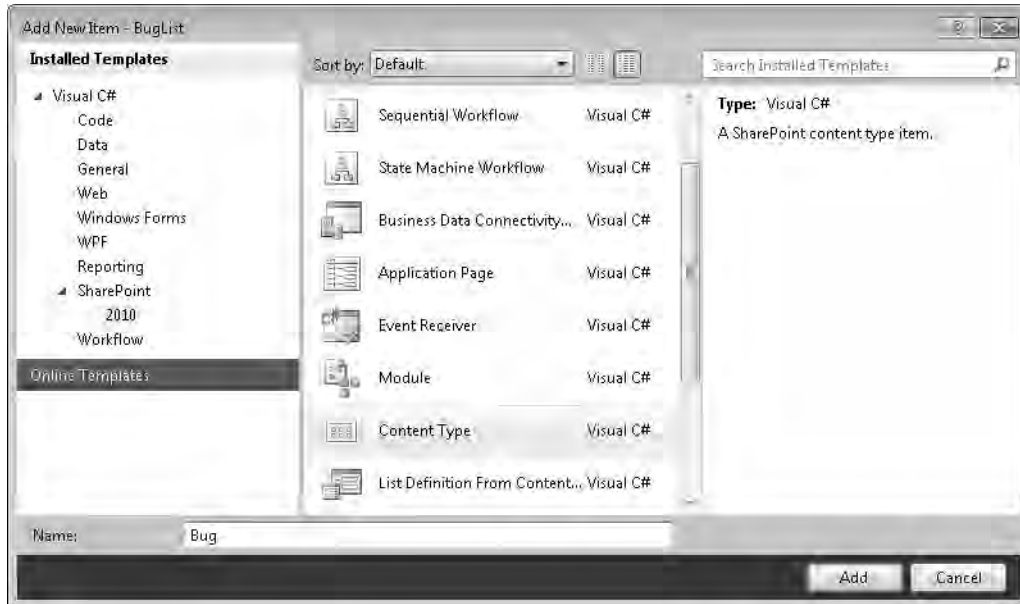 Add New Item - BugList
Installed Templates
Visual C#
Code
Data
General
Web
Windows Forms
WPF
Reporting
SharePoint
2010
Workflow
Online Templates
Sort by: Default
Sequential Workflow Visual C#
State Machine Workflow Visual C#
Business Data Connectivity... Visual C#
Application Page Visual C#
Event Receiver Visual C#
Module Visual C#
Content Type Visual C#
List Definition From Content... Visual C#
Search Installed Templates
Type: Visual C#
A SharePoint content type item.
Name: Bug
Add Cancel